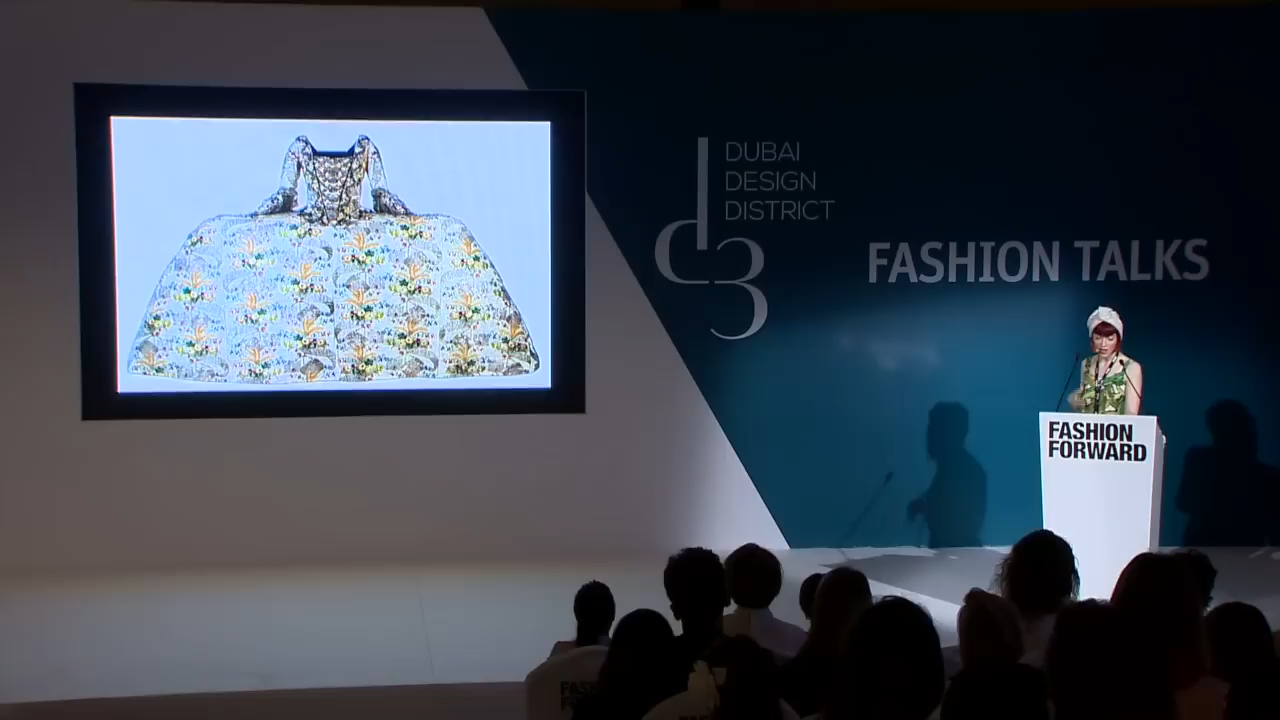 DUBAI
DESIGN
DISTRICT
d3
FASHION TALKS
FASHION
FORWARD